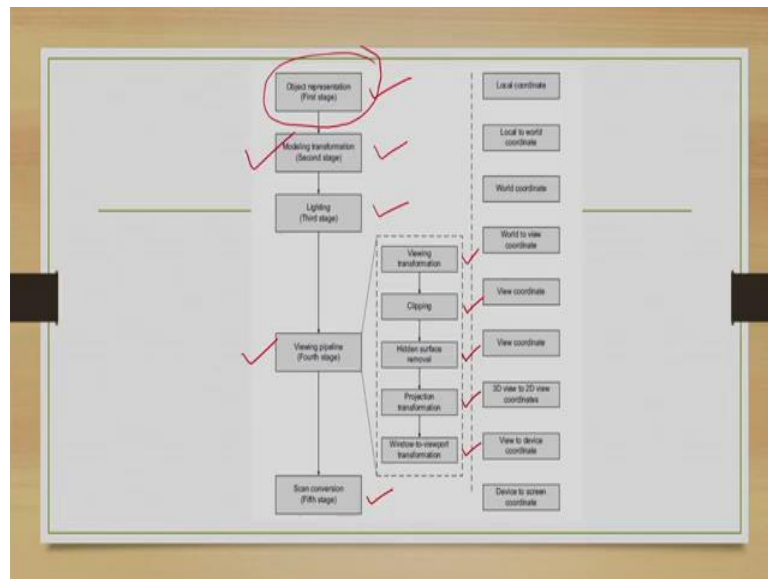 Object representation
(First stage)
Modeling transformation
(Second stage)
Lighting
(Third stage)
Viewing pipeline
(Fourth stage)
Scan conversion
(Fifth stage)
Viewing
transformation
Clipping
Hidden surface
removal
Projection
transformation
Window-to-viewport
transformation
Local coordinate
Local to world
coordinate
World coordinate
World to view
coordinate
View coordinate
View coordinate
3D view to 2D view
coordinates
View to device
coordinate
Device to screen
coordinate